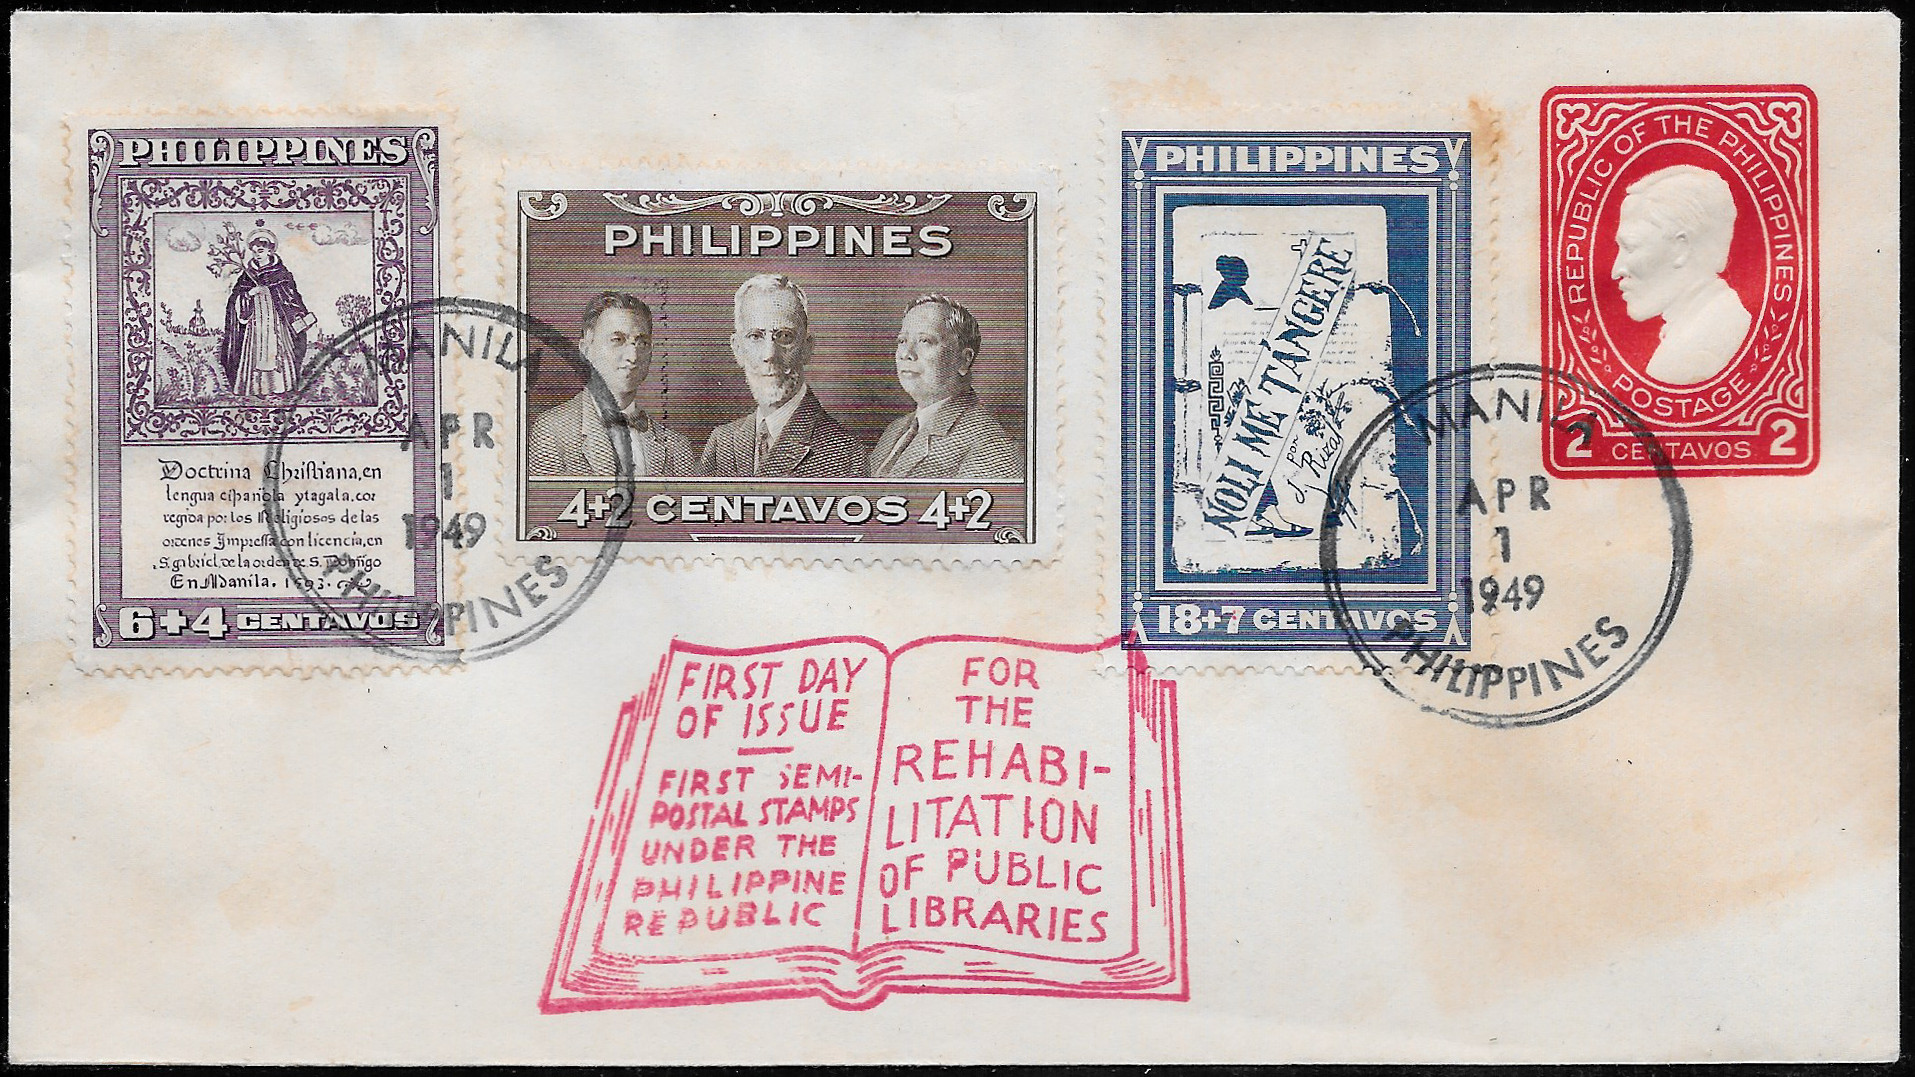 PHILIPPINES
Doctrina Christiana, en
lengua española ytagala. cor
regida por los Religiosos de las
ordenes Impressa con licencia, en
S. gabriel. de la orden de S. Domigo
En Manila. 1593.
6+4 CENTAVOS
MANILA
APR
1
1949
PHILIPPINES
PHILIPPINES
4+2 CENTAVOS 4+2
PHILIPPINES
NOLI ME TÁNGERE
por
J. Rizal
18+7 CENTAVOS
REPUBLIC OF THE PHILIPPINES
POSTAGE
2 CENTAVOS 2
MANILA
APR
1
1949
PHILIPPINES
FIRST DAY
OF ISSUE
FIRST SEMI-
POSTAL STAMPS
UNDER THE
PHILIPPINE
REPUBLIC
FOR
THE
REHABI-
LITATION
OF PUBLIC
LIBRARIES